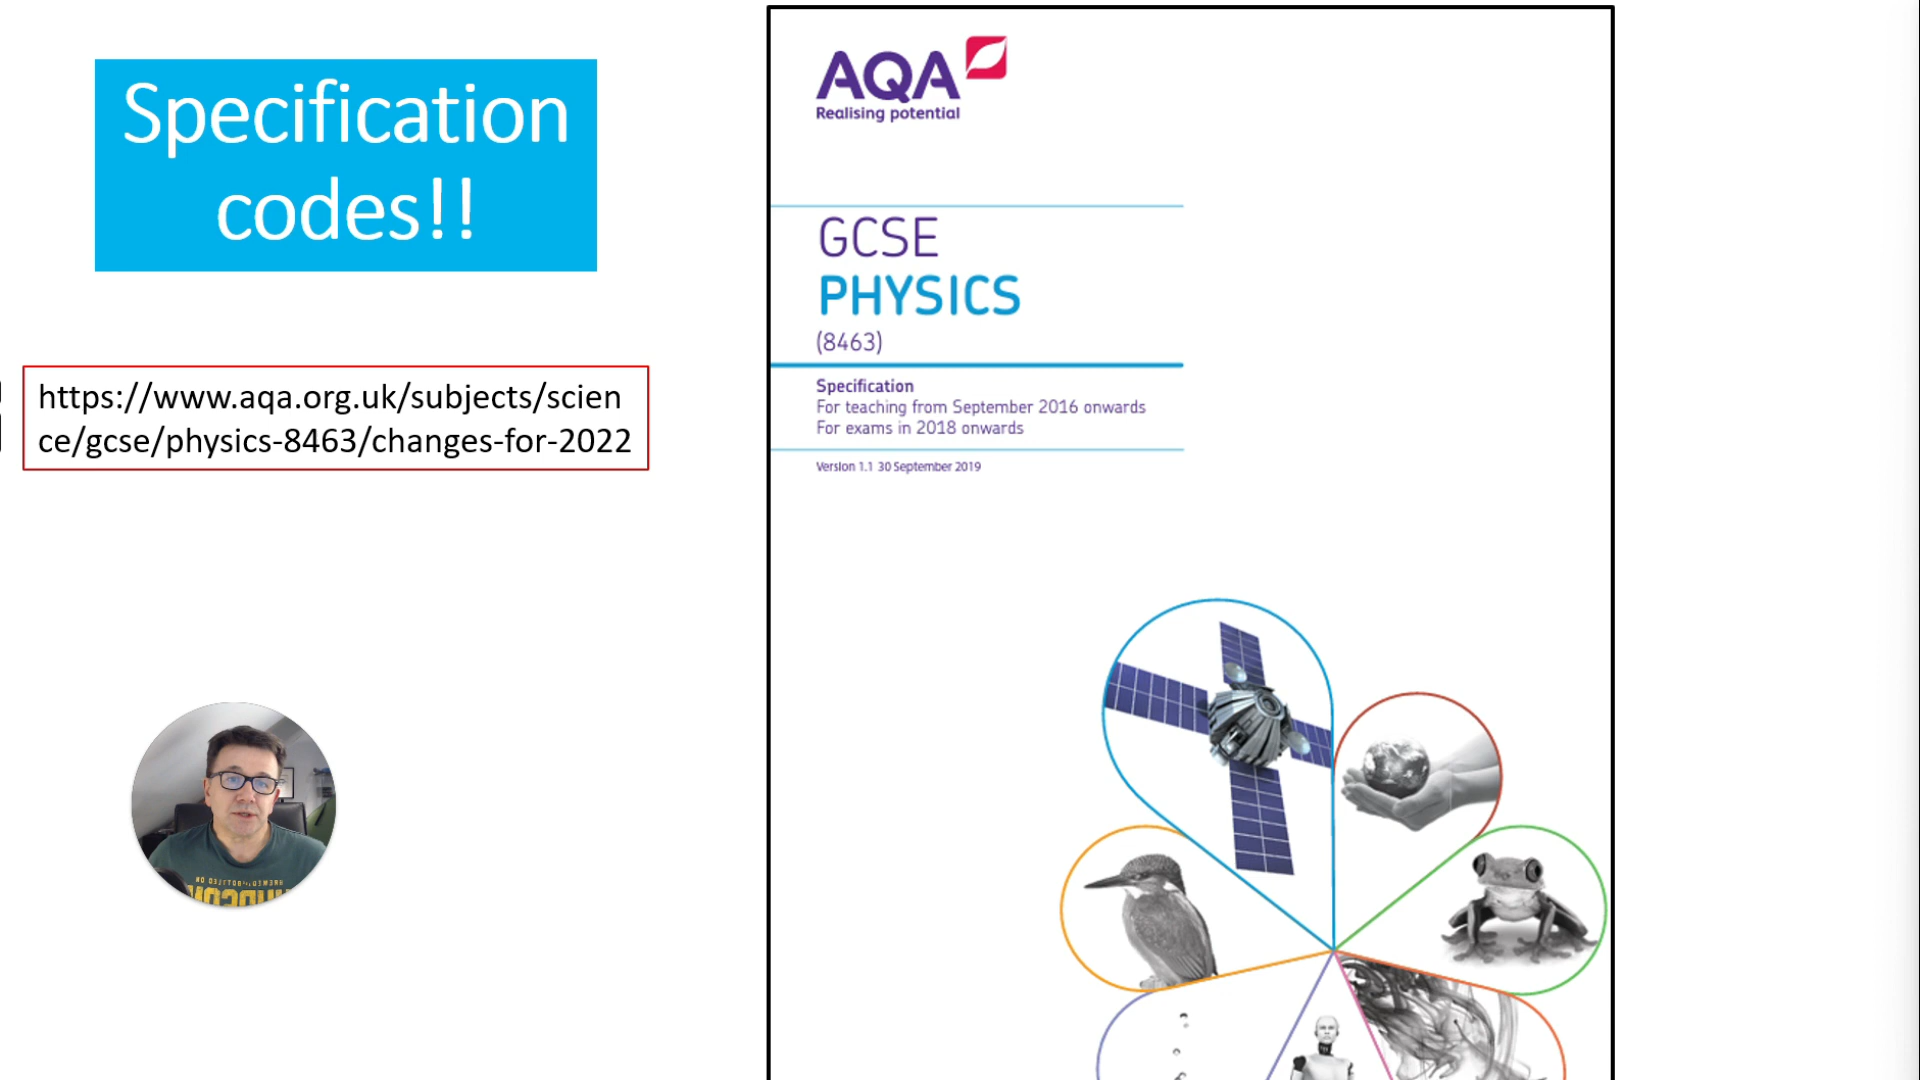 Specification
codes!!
https://www.aqa.org.uk/subjects/scien
ce/gcse/physics-8463/changes-for-2022
AQA
Realising potential
GCSE
PHYSICS
(8463)
Specification
For teaching from September 2016 onwards
For exams in 2018 onwards
Version 1.1 30 September 2019